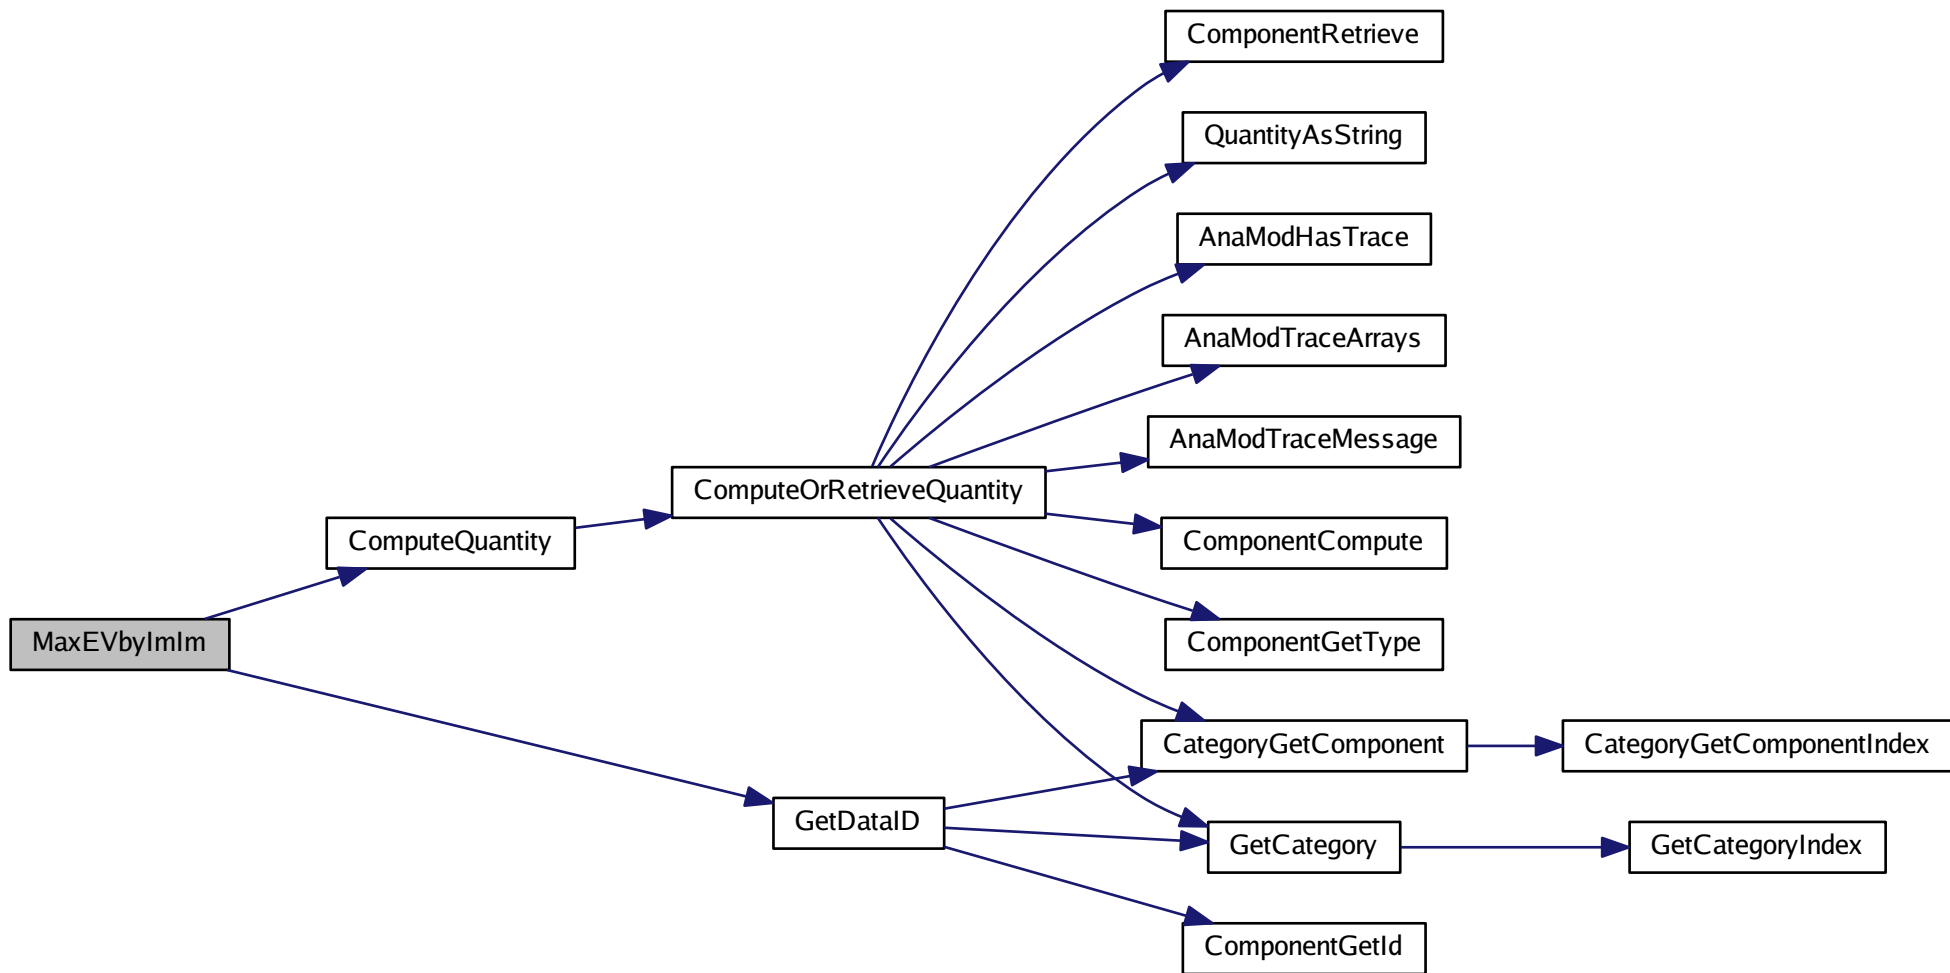 ComponentRetrieve
QuantityAsString
AnaModHasTrace
AnaModTraceArrays
AnaModTraceMessage
ComputeOrRetrieveQuantity
ComputeQuantity
ComponentCompute
MaxEVbyImIm
ComponentGetType
CategoryGetComponent
CategoryGetComponentIndex
GetDataID
GetCategory
GetCategoryIndex
ComponentGetId